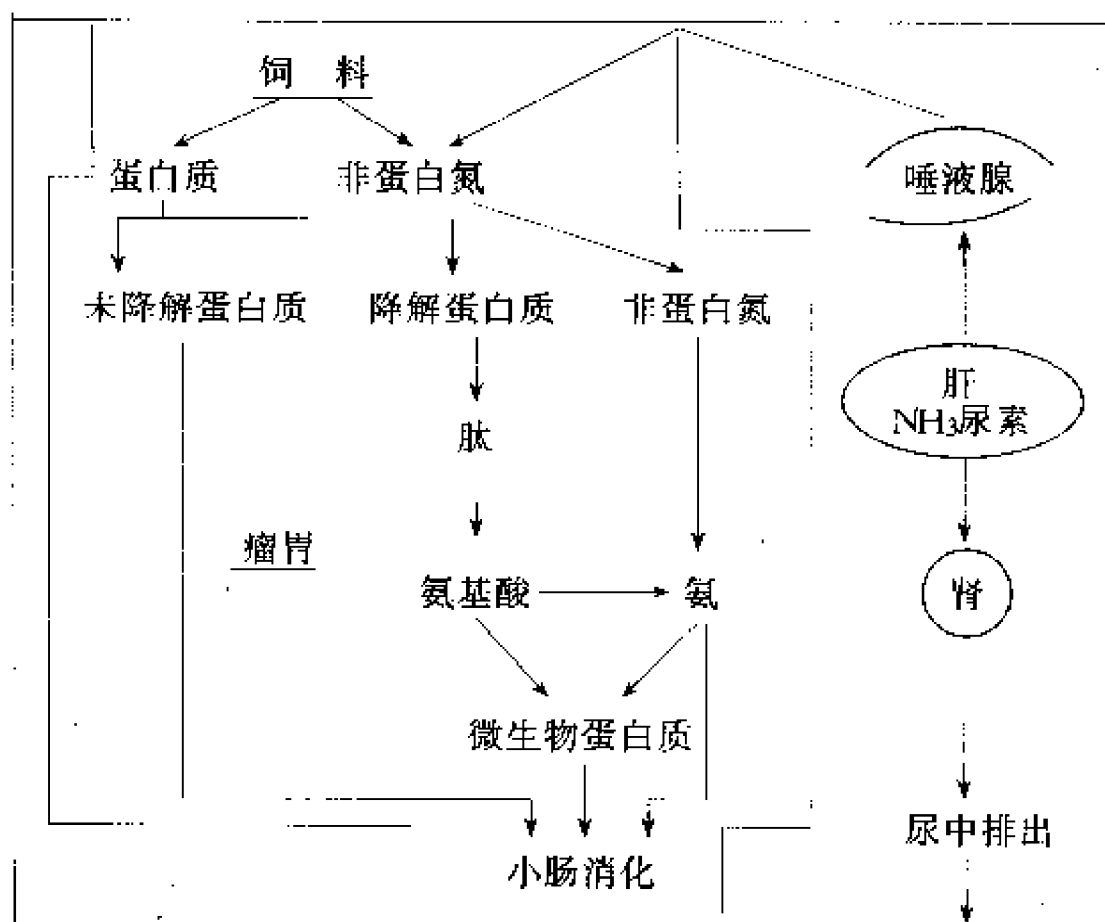 饲 料
蛋白质 非蛋白氮 唾液腺
未降解蛋白质 降解蛋白质 非蛋白氮
肝
NH₃尿素
肽
瘤胃
氨基酸 氨 肾
微生物蛋白质
尿中排出
小肠消化